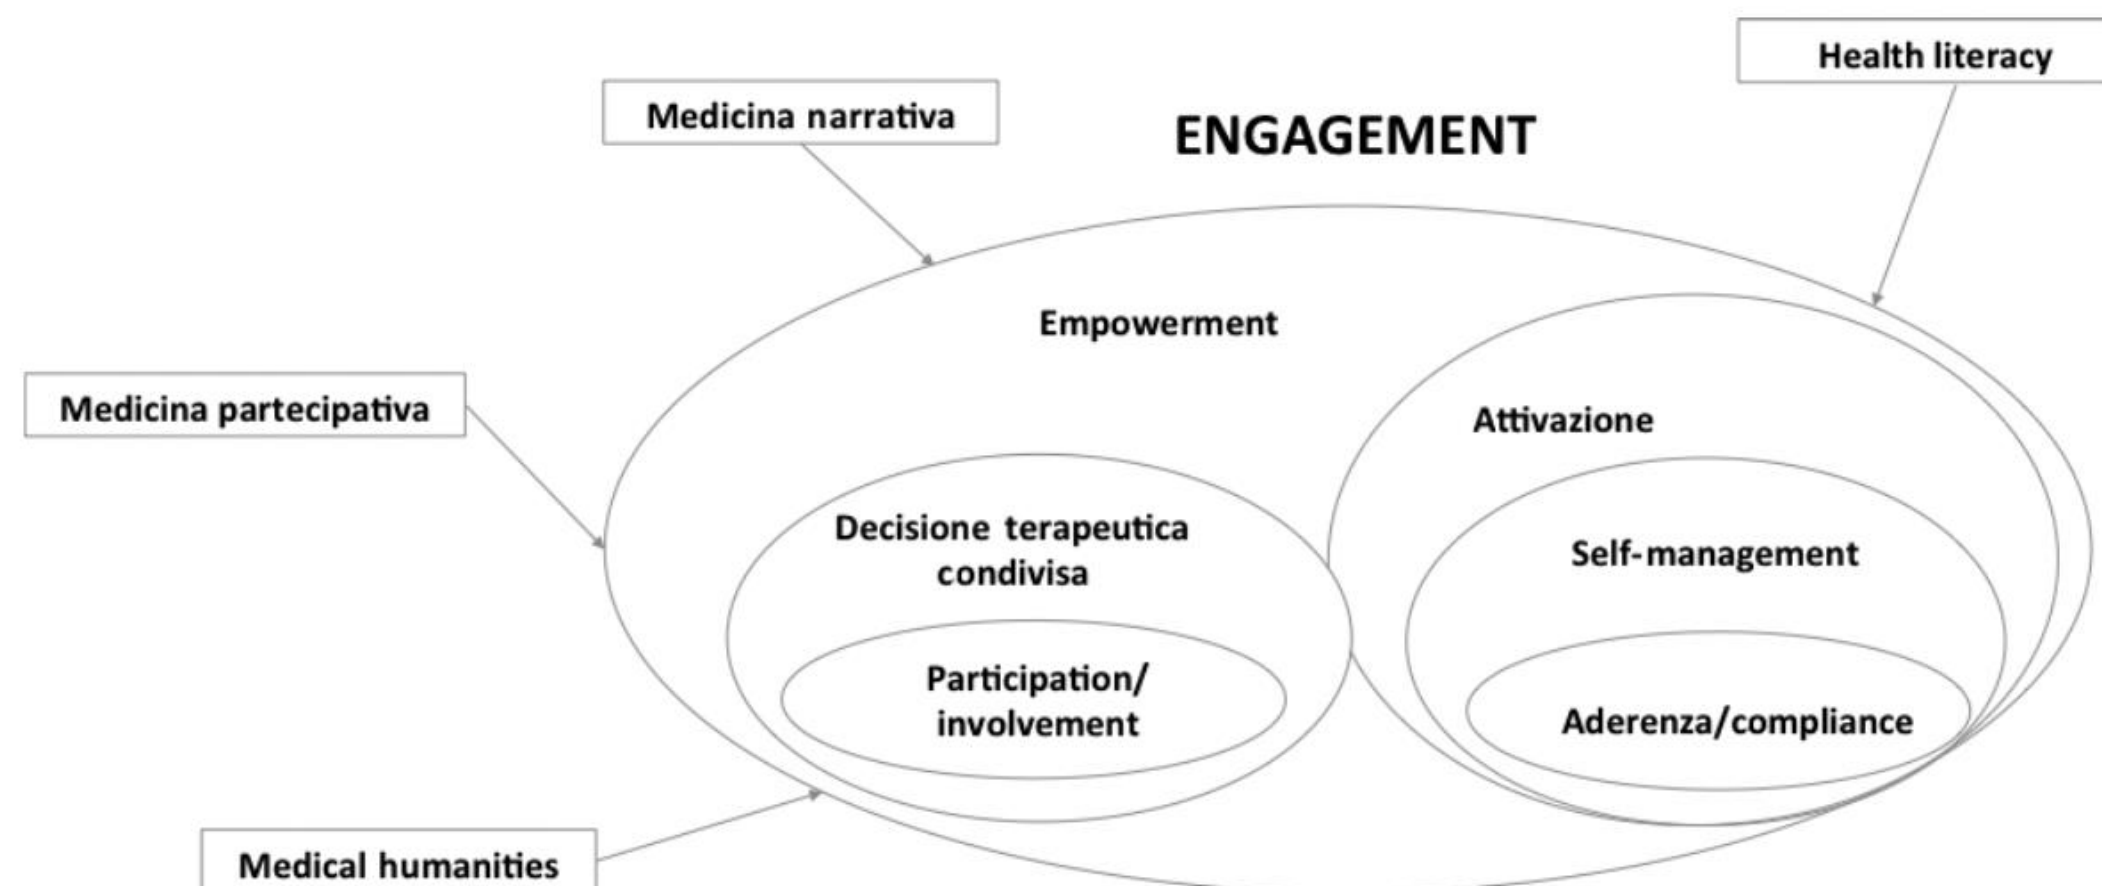 Health literacy
Medicina narrativa
ENGAGEMENT
Empowerment
Medicina partecipativa
Attivazione
Decisione terapeutica
condivisa
Self-management
Participation/
involvement
Aderenza/compliance
Medical humanities